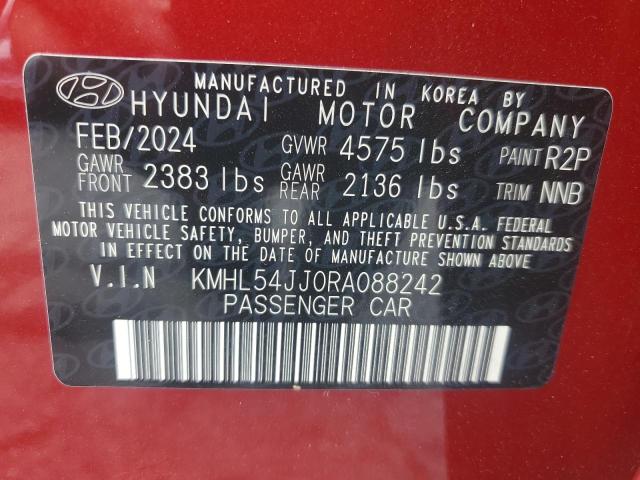 MANUFACTURED IN KOREA BY
HYUNDAI MOTOR COMPANY
FEB/2024 GVWR 4575 lbs PAINT R2P
GAWR FRONT 2383 lbs GAWR REAR 2136 lbs TRIM NNB
THIS VEHICLE CONFORMS TO ALL APPLICABLE U.S.A. FEDERAL
MOTOR VEHICLE SAFETY, BUMPER, AND THEFT PREVENTION STANDARDS
IN EFFECT ON THE DATE OF MANUFACTURE SHOWN ABOVE.
V.I.N KMHL54JJ0RA088242
PASSENGER CAR